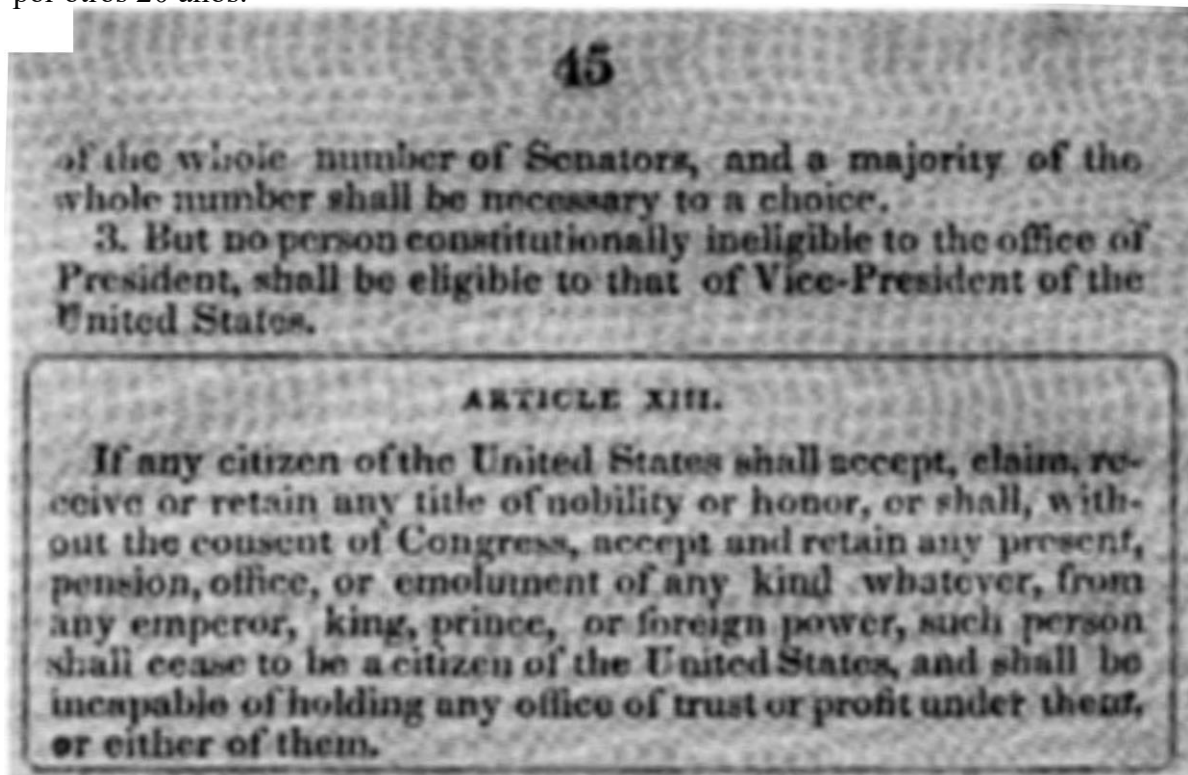 por otros 20 años.
45
of the whole number of Senators, and a majority of the
whole number shall be necessary to a choice.
3. But no person constitutionally ineligible to the office of
President, shall be eligible to that of Vice-President of the
United States.
ARTICLE XIII.
If any citizen of the United States shall accept, claim, re-
ceive or retain any title of nobility or honor, or shall, with-
out the consent of Congress, accept and retain any present,
pension, office, or emolument of any kind whatever, from
any emperor, king, prince, or foreign power, such person
shall cease to be a citizen of the United States, and shall be
incapable of holding any office of trust or profit under them,
or either of them.